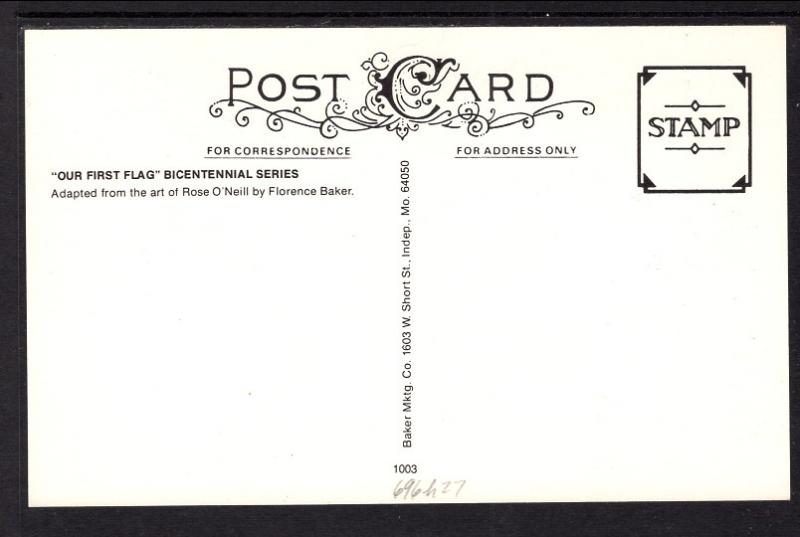 POST CARD
FOR CORRESPONDENCE
FOR ADDRESS ONLY
STAMP
"OUR FIRST FLAG" BICENTENNIAL SERIES
Adapted from the art of Rose O'Neill by Florence Baker.
Baker Mktg. Co. 1603 W. Short St., Indep., Mo. 64050
1003
696h27